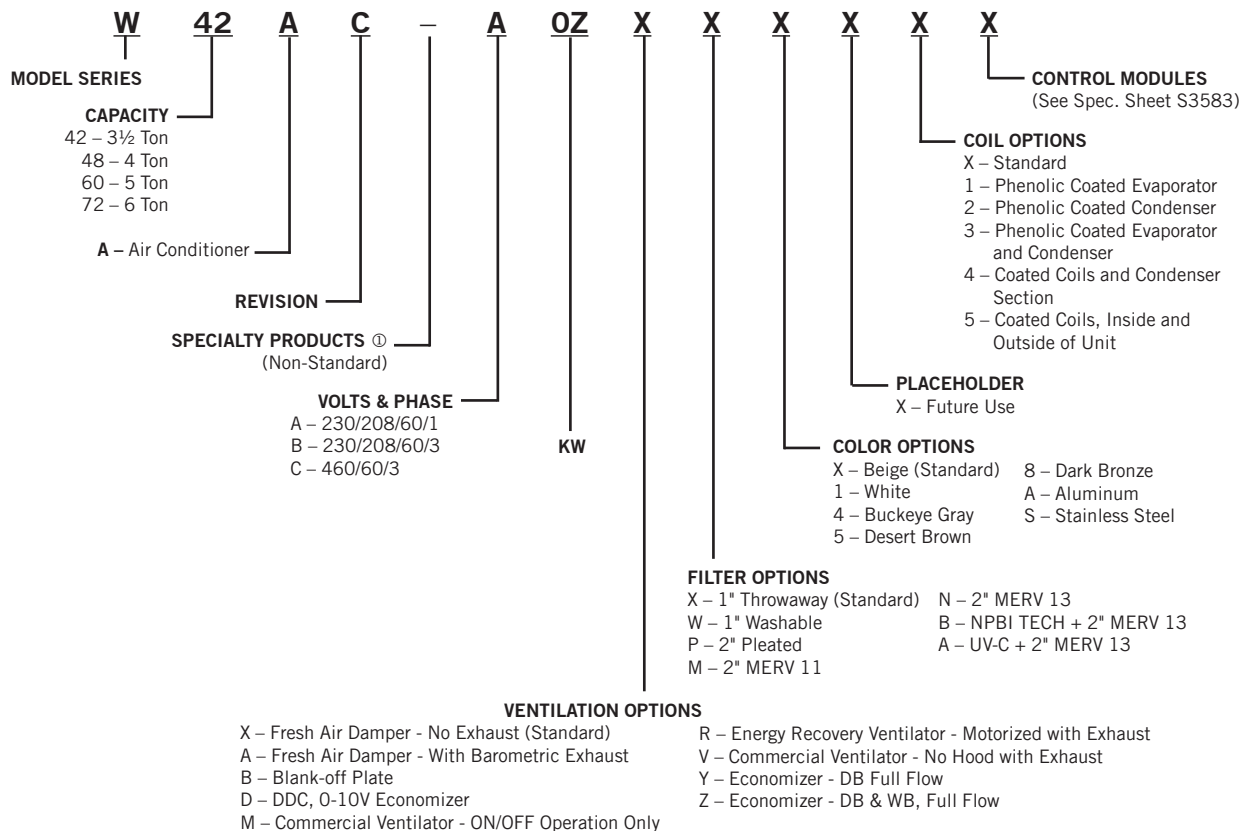 W 42 A C – A 0Z X X X X X X
MODEL SERIES
CAPACITY
42 – 3½ Ton
48 – 4 Ton
60 – 5 Ton
72 – 6 Ton
A – Air Conditioner
REVISION
SPECIALTY PRODUCTS ①
(Non-Standard)
VOLTS & PHASE
A – 230/208/60/1
B – 230/208/60/3
C – 460/60/3
KW
VENTILATION OPTIONS
X – Fresh Air Damper - No Exhaust (Standard)
A – Fresh Air Damper - With Barometric Exhaust
B – Blank-off Plate
D – DDC, 0-10V Economizer
M – Commercial Ventilator - ON/OFF Operation Only
R – Energy Recovery Ventilator - Motorized with Exhaust
V – Commercial Ventilator - No Hood with Exhaust
Y – Economizer - DB Full Flow
Z – Economizer - DB & WB, Full Flow
FILTER OPTIONS
X – 1" Throwaway (Standard)
W – 1" Washable
P – 2" Pleated
M – 2" MERV 11
N – 2" MERV 13
B – NPBI TECH + 2" MERV 13
A – UV-C + 2" MERV 13
COLOR OPTIONS
X – Beige (Standard)
1 – White
4 – Buckeye Gray
5 – Desert Brown
8 – Dark Bronze
A – Aluminum
S – Stainless Steel
PLACEHOLDER
X – Future Use
COIL OPTIONS
X – Standard
1 – Phenolic Coated Evaporator
2 – Phenolic Coated Condenser
3 – Phenolic Coated Evaporator
and Condenser
4 – Coated Coils and Condenser
Section
5 – Coated Coils, Inside and
Outside of Unit
CONTROL MODULES
(See Spec. Sheet S3583)